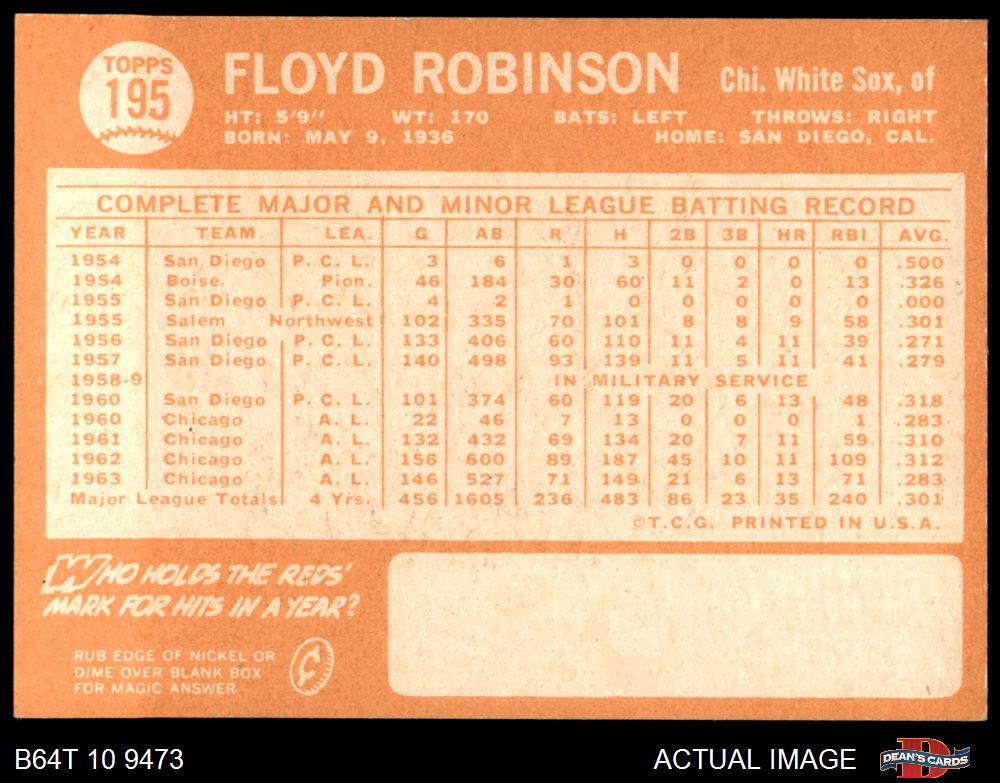 TOPPS
195
FLOYD ROBINSON
Chi. White Sox, of
HT: 5'9" WT: 170 BATS: LEFT THROWS: RIGHT
BORN: MAY 9, 1936 HOME: SAN DIEGO, CAL.
COMPLETE MAJOR AND MINOR LEAGUE BATTING RECORD
YEAR TEAM LEA. G AB R H 2B 3B HR RBI AVG.
1954 San Diego P. C. L. 3 6 1 3 0 0 0 0 .500
1954 Boise. Pion. 46 184 30 60 11 2 0 13 .326
1955 San Diego P. C. L. 4 2 1 0 0 0 0 0 .000
1955 Salem Northwest 102 335 70 101 8 8 9 58 .301
1956 San Diego P. C. L. 133 406 60 110 11 4 11 39 .271
1957 San Diego P. C. L. 140 498 93 139 11 5 11 41 .279
1958-9 IN MILITARY SERVICE
1960 San Diego P. C. L. 101 374 60 119 20 6 13 48 .318
1960 Chicago A. L. 22 46 7 13 0 0 0 1 .283
1961 Chicago A. L. 132 432 69 134 20 7 11 59 .310
1962 Chicago A. L. 156 600 89 187 45 10 11 109 .312
1963 Chicago A. L. 146 527 71 149 21 6 13 71 .283
Major League Totals 4 Yrs. 456 1605 236 483 86 23 35 240 .301
©T.C.G. PRINTED IN U.S.A.
WHO HOLDS THE REDS'
MARK FOR HITS IN A YEAR?
RUB EDGE OF NICKEL OR
DIME OVER BLANK BOX
FOR MAGIC ANSWER.
¢
B64T 10 9473
ACTUAL IMAGE
D
DEAN'S CARDS